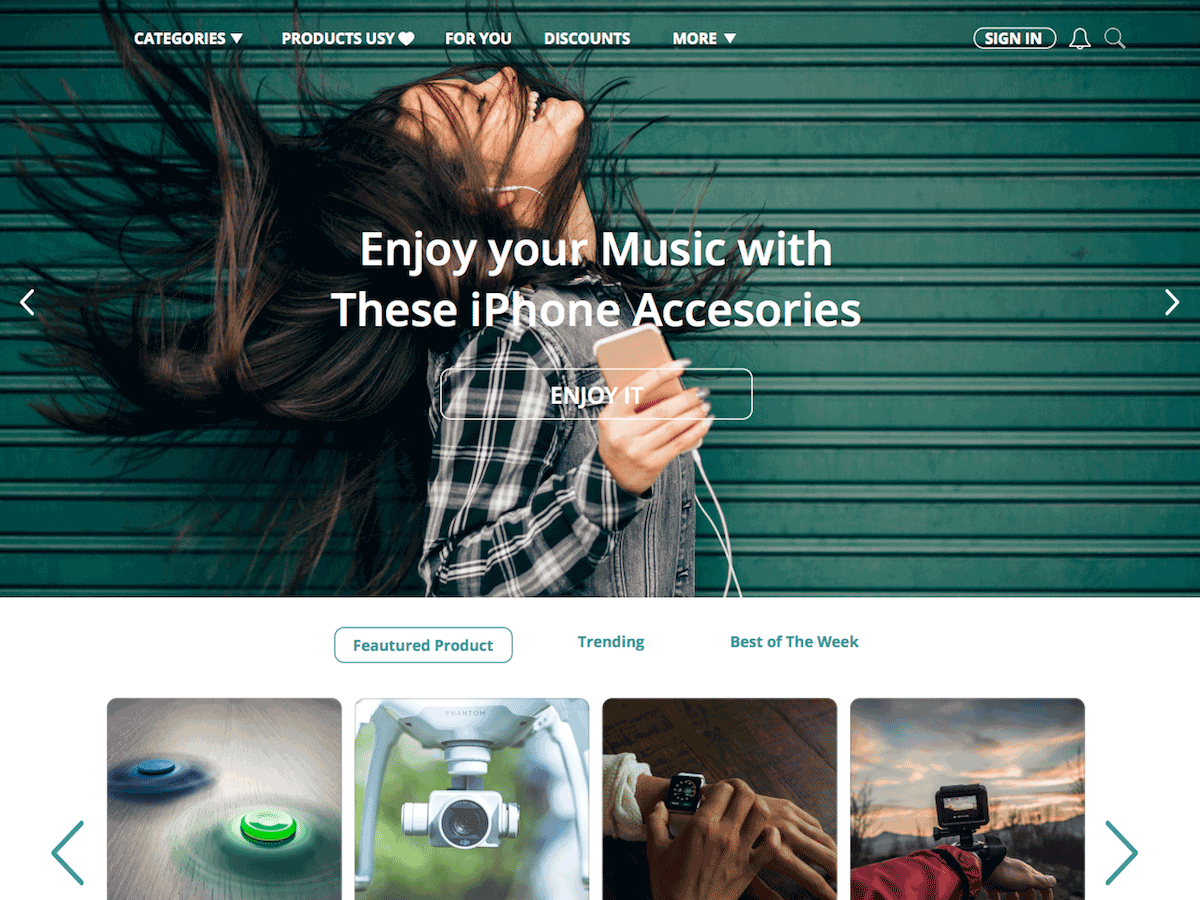 CATEGORIES ▼ PRODUCTS USY♥ FOR YOU DISCOUNTS MORE ▼ SIGN IN
Enjoy your Music with
These iPhone Accesories
ENJOY IT
Feautured Product Trending Best of The Week
PHANTOM
dji